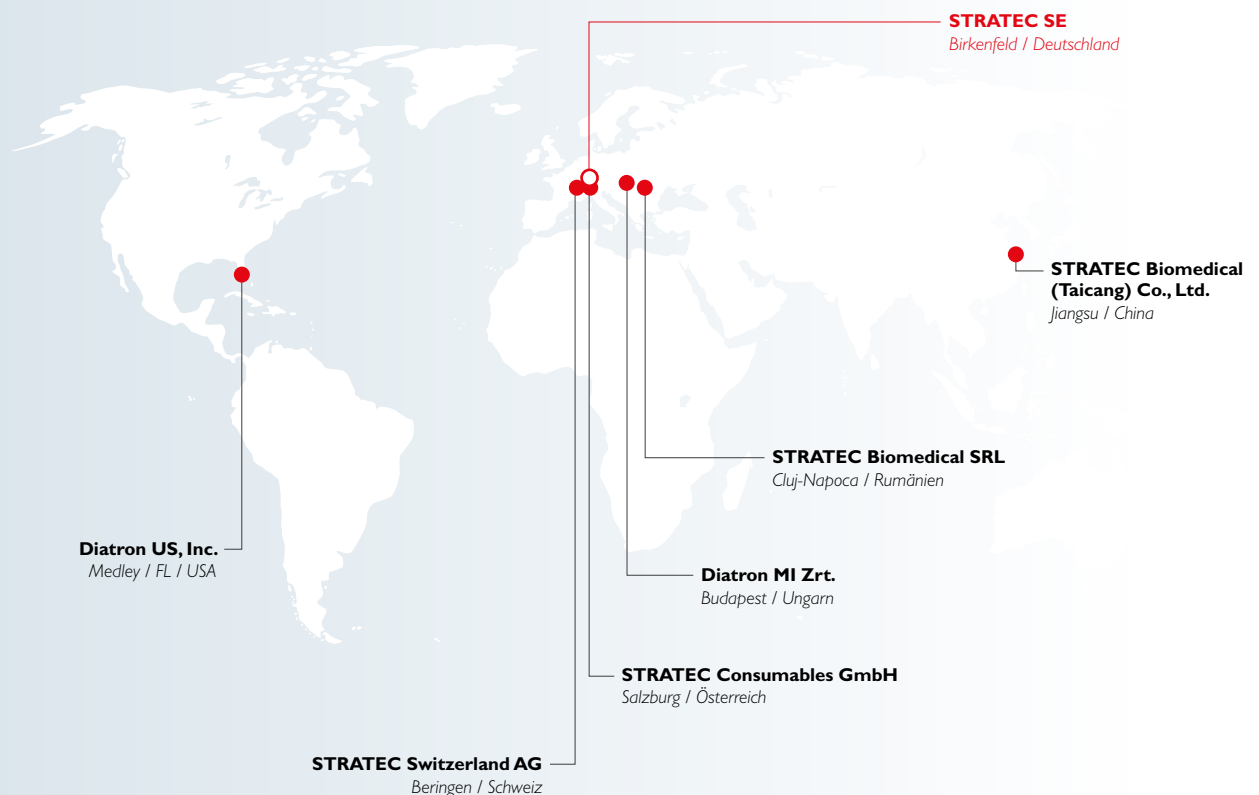 STRATEC SE
Birkenfeld / Deutschland
STRATEC Biomedical
(Taicang) Co., Ltd.
Jiangsu / China
STRATEC Biomedical SRL
Cluj-Napoca / Rumänien
Diatron US, Inc.
Medley / FL / USA
Diatron MI Zrt.
Budapest / Ungarn
STRATEC Consumables GmbH
Salzburg / Österreich
STRATEC Switzerland AG
Beringen / Schweiz